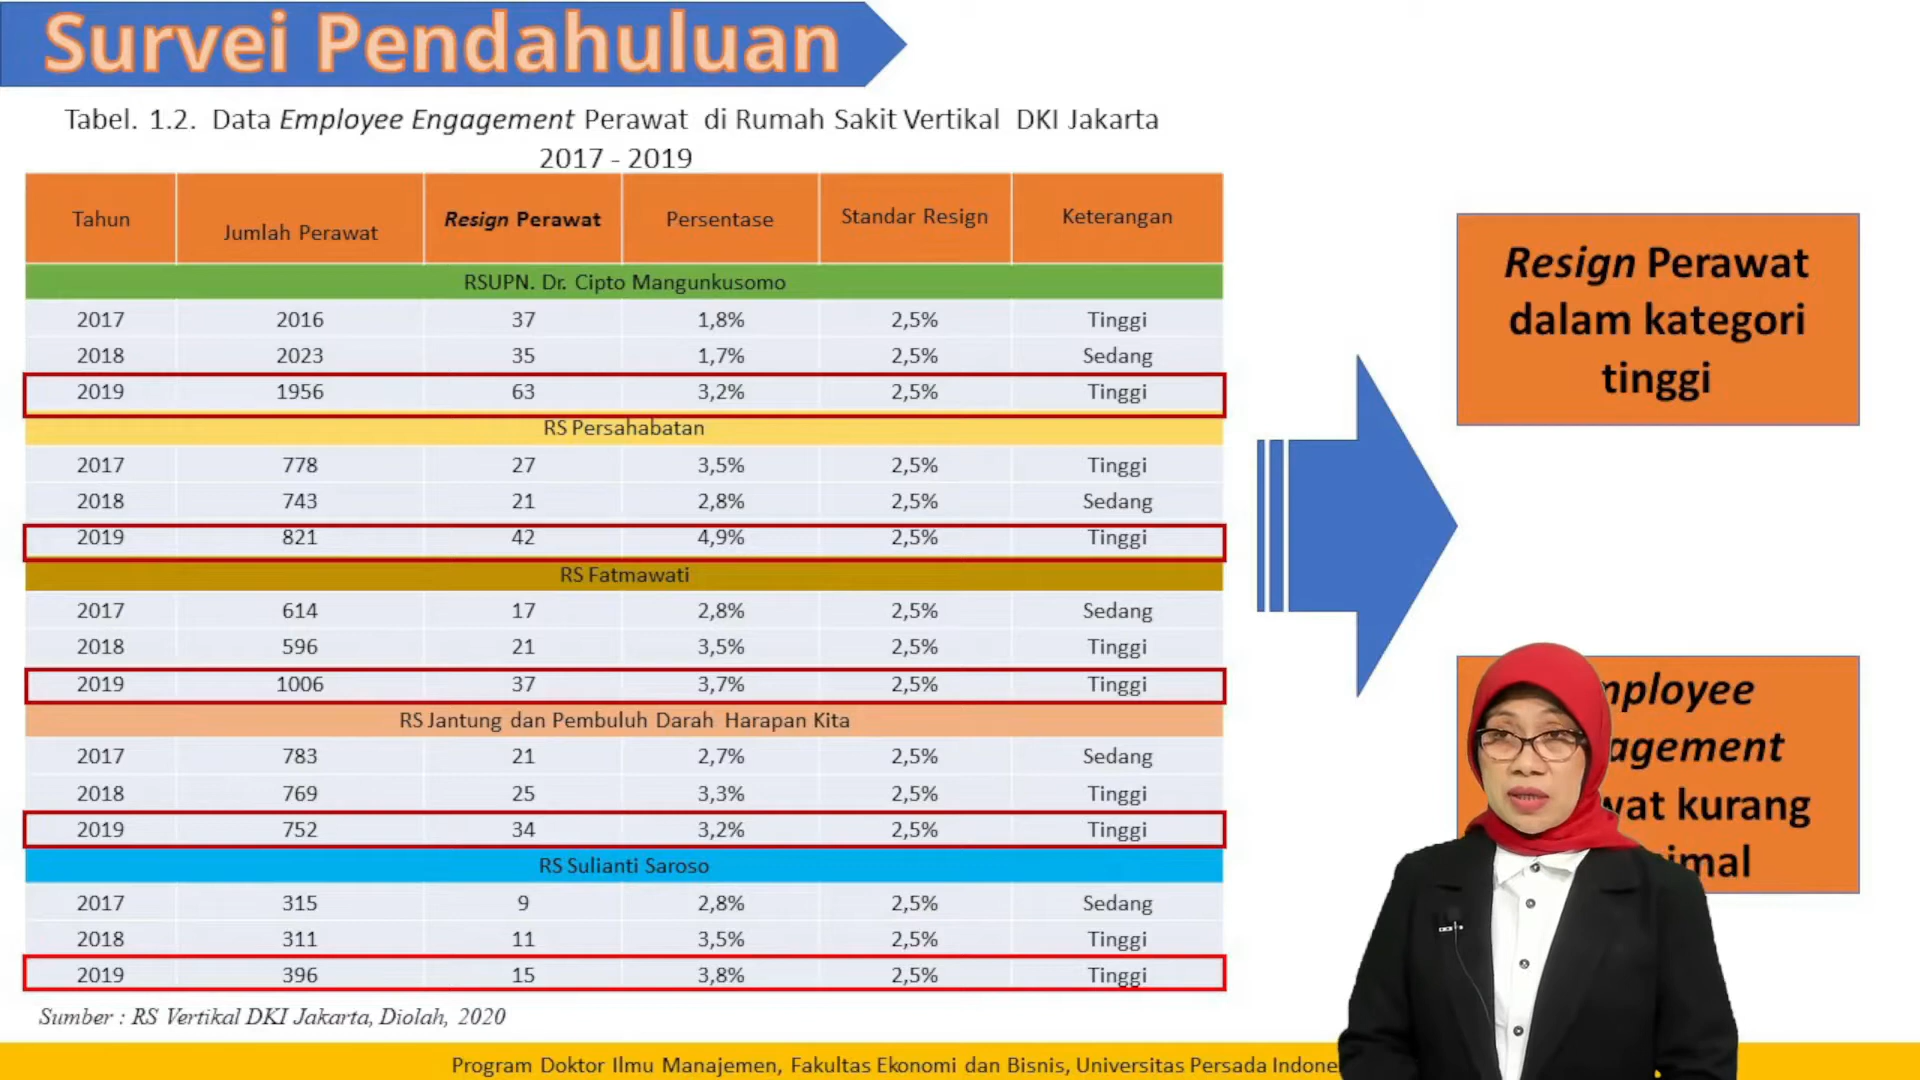 Survei Pendahuluan
Tabel. 1.2. Data Employee Engagement Perawat di Rumah Sakit Vertikal DKI Jakarta
2017 - 2019
Tahun Jumlah Perawat Resign Perawat Persentase Standar Resign Keterangan
RSUPN. Dr. Cipto Mangunkusomo
2017 2016 37 1,8% 2,5% Tinggi
2018 2023 35 1,7% 2,5% Sedang
2019 1956 63 3,2% 2,5% Tinggi
RS Persahabatan
2017 778 27 3,5% 2,5% Tinggi
2018 743 21 2,8% 2,5% Sedang
2019 821 42 4,9% 2,5% Tinggi
RS Fatmawati
2017 614 17 2,8% 2,5% Sedang
2018 596 21 3,5% 2,5% Tinggi
2019 1006 37 3,7% 2,5% Tinggi
RS Jantung dan Pembuluh Darah Harapan Kita
2017 783 21 2,7% 2,5% Sedang
2018 769 25 3,3% 2,5% Tinggi
2019 752 34 3,2% 2,5% Tinggi
RS Sulianti Saroso
2017 315 9 2,8% 2,5% Sedang
2018 311 11 3,5% 2,5% Tinggi
2019 396 15 3,8% 2,5% Tinggi
Sumber : RS Vertikal DKI Jakarta, Diolah, 2020
Resign Perawat
dalam kategori
tinggi
kurang
Program Doktor Ilmu Manajemen, Fakultas Ekonomi dan Bisnis, Universitas Persada